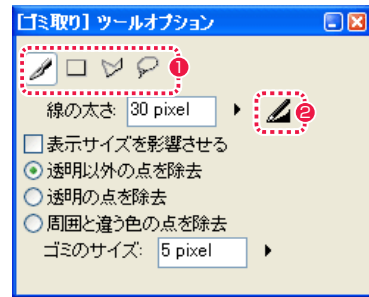 [ゴミ取り] ツールオプション
1
線の太さ: 30 pixel
2
表示サイズを影響させる
透明以外の点を除去
透明の点を除去
周囲と違う色の点を除去
ゴミのサイズ: 5 pixel